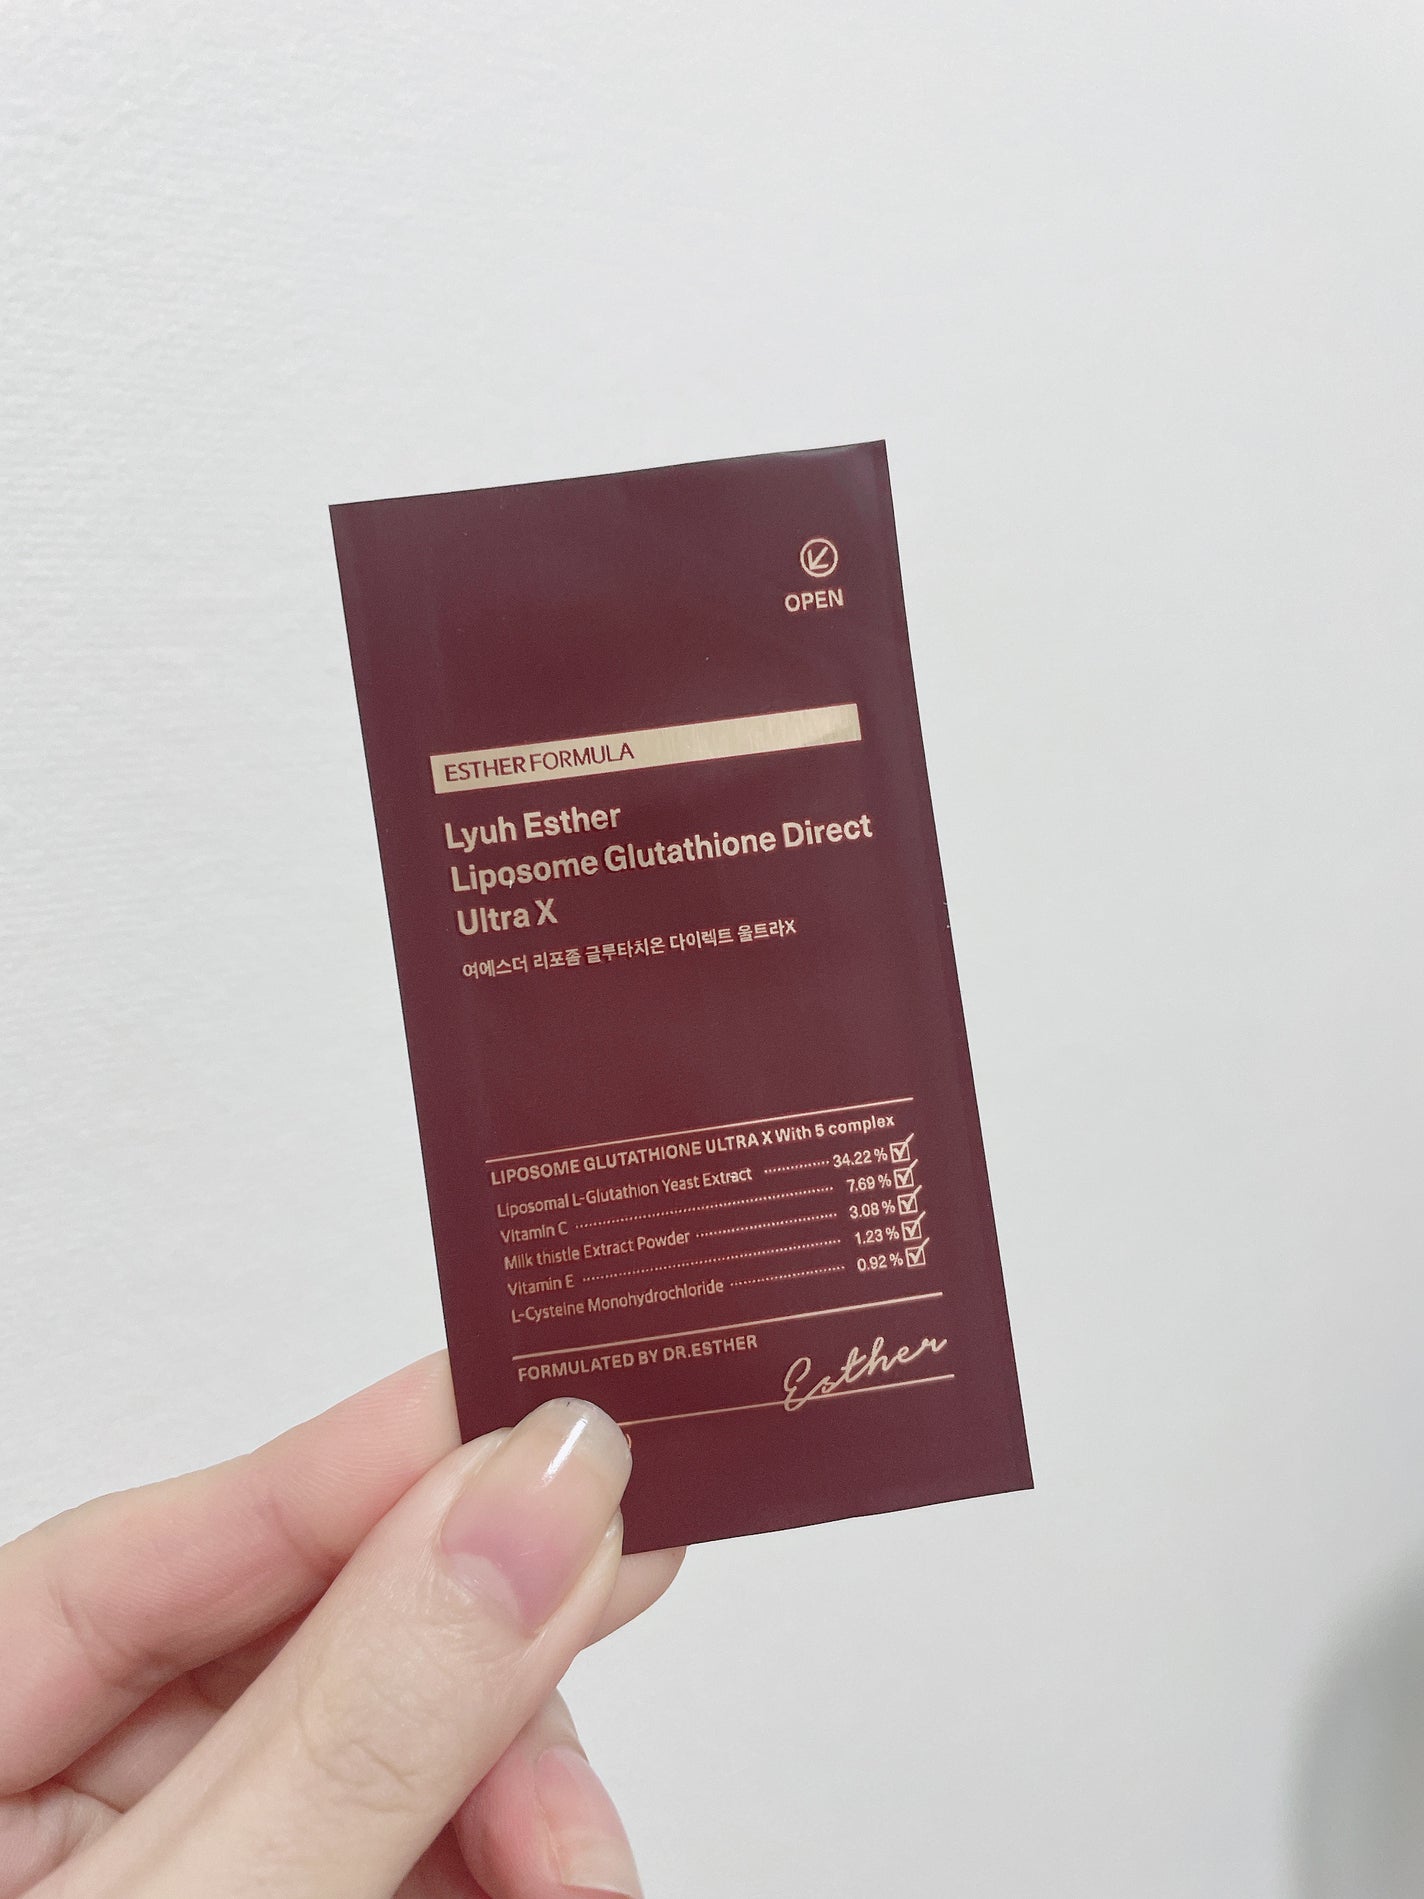 OPEN
ESTHER FORMULA
Lyuh Esther
Liposome Glutathione Direct
Ultra X
여에스더 리포좀 글루타치온 다이렉트 울트라X
LIPOSOME GLUTATHIONE ULTRA X With 5 complex
Liposomal L-Glutathion Yeast Extract 34.22 %
Vitamin C 7.69 %
Milk thistle Extract Powder 3.08 %
Vitamin E 1.23 %
L-Cysteine Monohydrochloride 0.92 %
FORMULATED BY DR.ESTHER
Esther